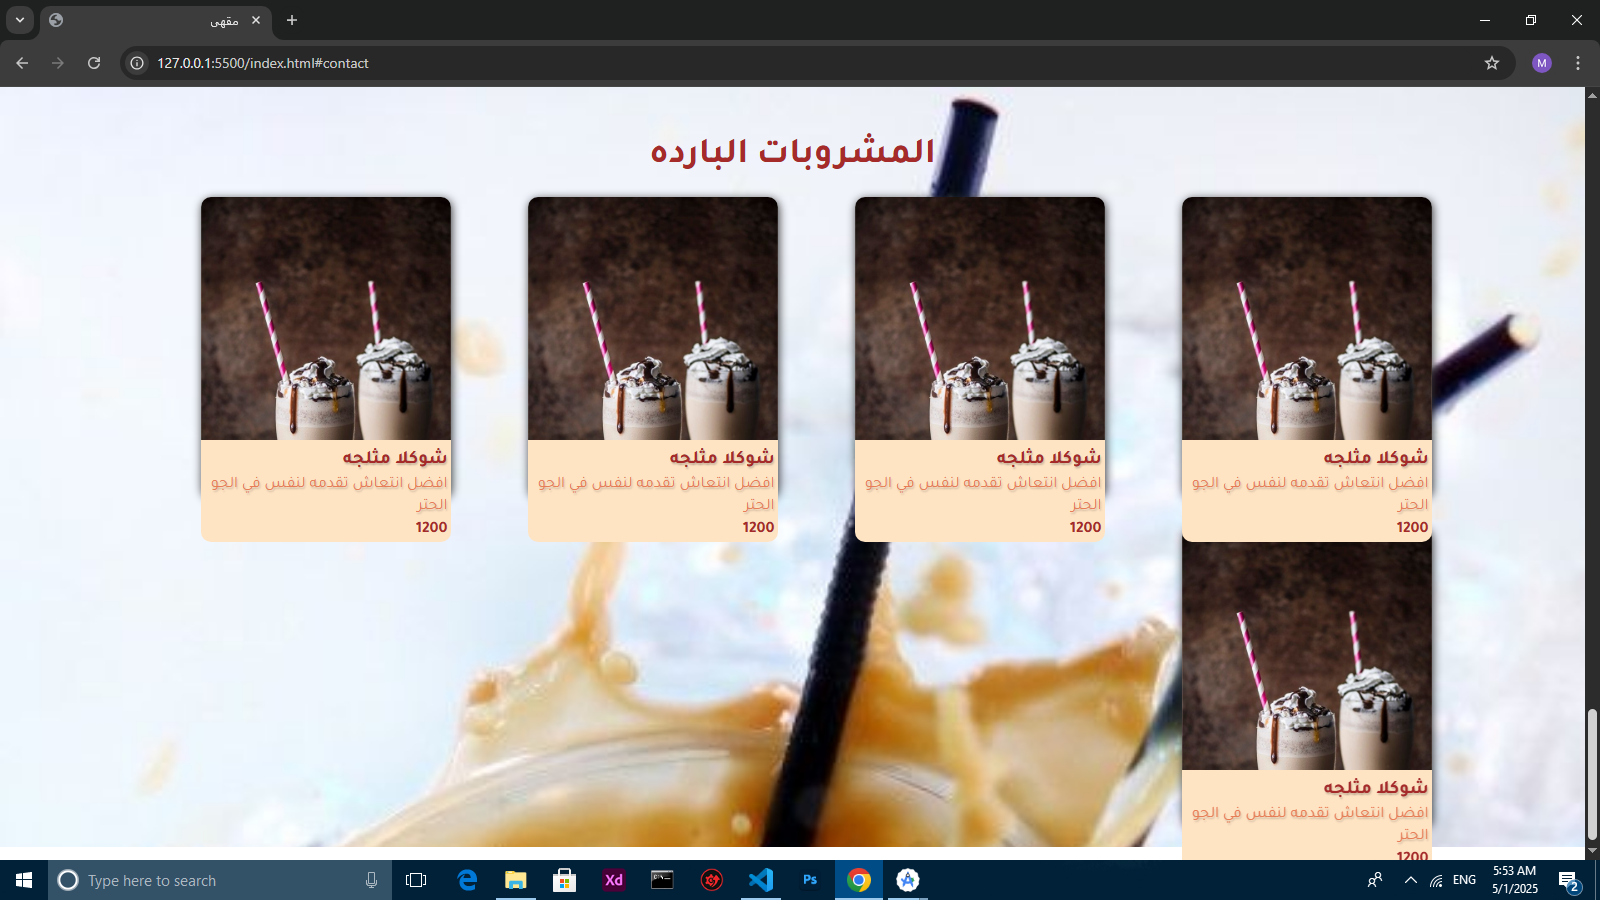 مقهى
127.0.0.1:5500/index.html#contact
M
المشروبات البارده
شوكلا مثلجه
افضل انتعاش تقدمه لنفس في الجو
الحتر
1200
شوكلا مثلجه
افضل انتعاش تقدمه لنفس في الجو
الحتر
1200
شوكلا مثلجه
افضل انتعاش تقدمه لنفس في الجو
الحتر
1200
شوكلا مثلجه
افضل انتعاش تقدمه لنفس في الجو
الحتر
1200
شوكلا مثلجه
افضل انتعاش تقدمه لنفس في الجو
الحتر
1200
Type here to search
Xd
Ps
ENG
5:53 AM
5/1/2025
2